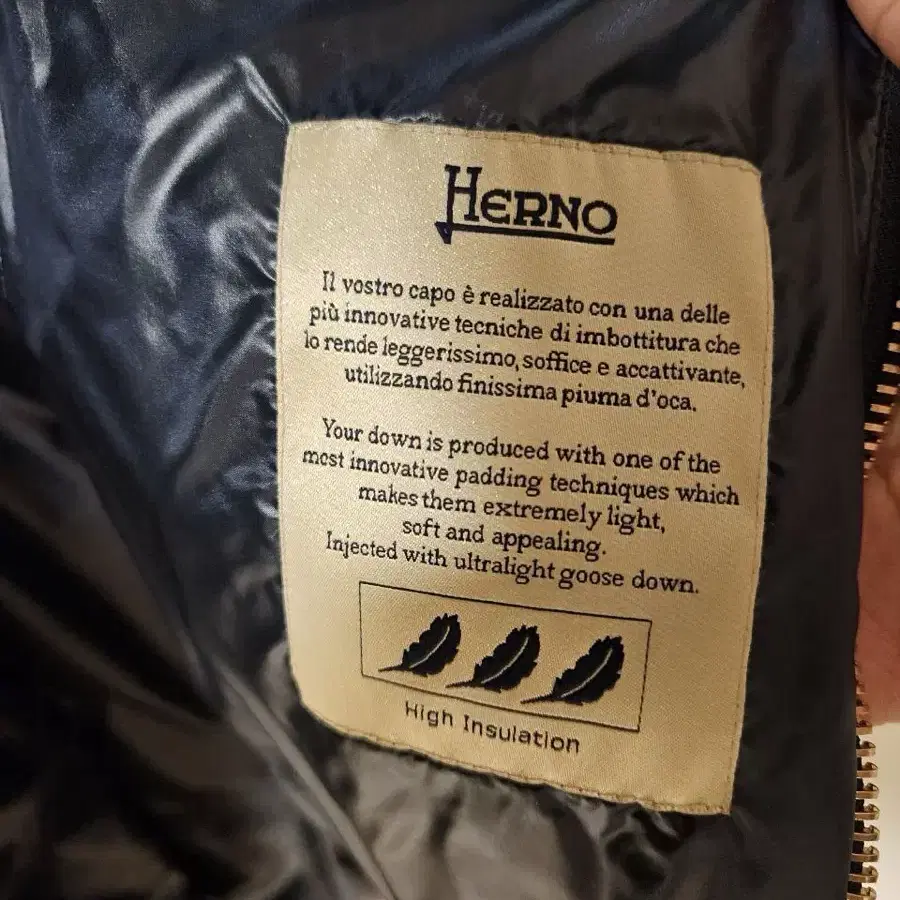 HERNO
Il vostro capo è realizzato con una delle
più innovative tecniche di imbottitura che
lo rende leggerissimo, soffice e accattivante,
utilizzando finissima piuma d'oca.
Your down is produced with one of the
most innovative padding techniques which
makes them extremely light,
soft and appealing.
Injected with ultralight goose down.
High Insulation